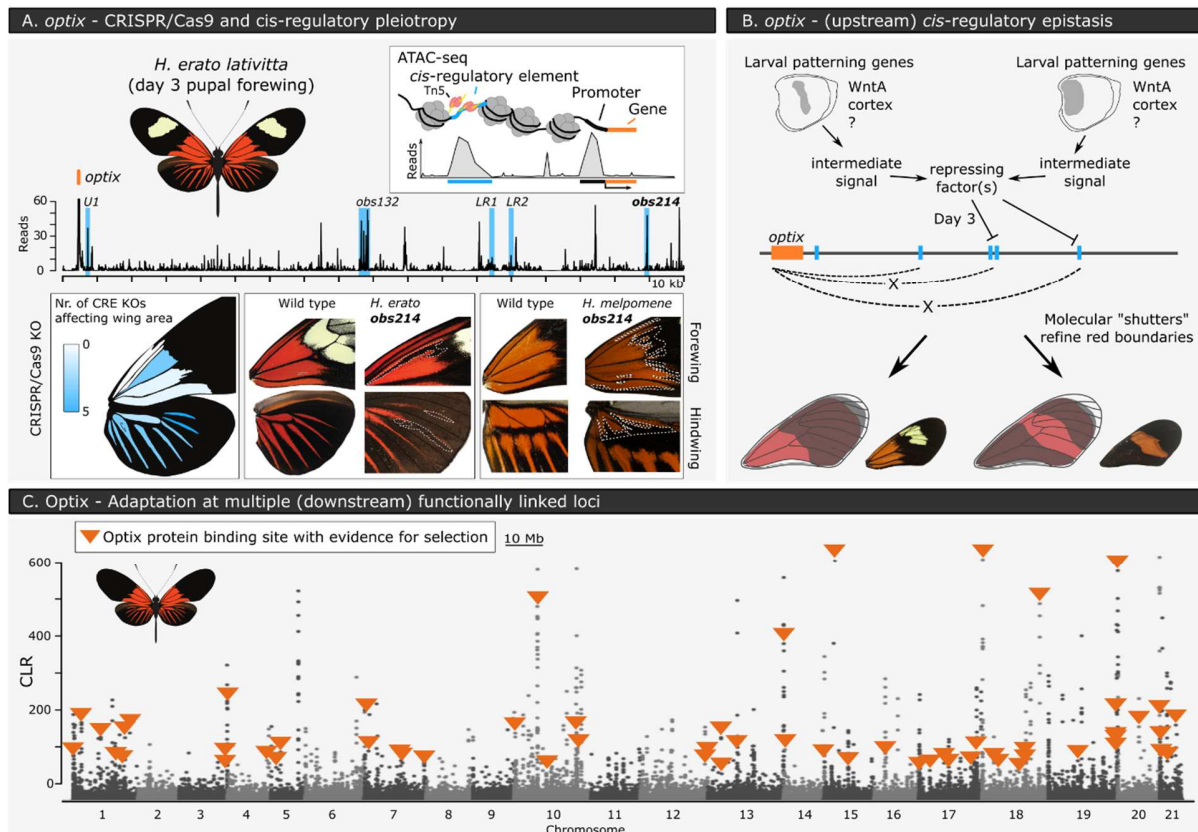 A. optix - CRISPR/Cas9 and cis-regulatory pleiotropy
H. erato lativitta
(day 3 pupal forewing)
ATAC-seq
cis-regulatory element
Tn5
Promoter
Gene
Reads
optix
U1
obs132
LR1
LR2
obs214
Reads
60
30
0
10 kb
CRISPR/Cas9 KO
Nr. of CRE KOs
affecting wing area
0
5
Wild type
H. erato
obs214
Wild type
H. melpomene
obs214
Forewing
Hindwing
B. optix - (upstream) cis-regulatory epistasis
Larval patterning genes
WntA
cortex
?
Larval patterning genes
WntA
cortex
?
intermediate
signal
repressing
factor(s)
intermediate
signal
Day 3
optix
X
X
Molecular "shutters"
refine red boundaries
C. Optix - Adaptation at multiple (downstream) functionally linked loci
Optix protein binding site with evidence for selection
10 Mb
CLR
600
400
200
0
1 2 3 4 5 6 7 8 9 10 11 12 13 14 15 16 17 18 19 20 21
Chromosome